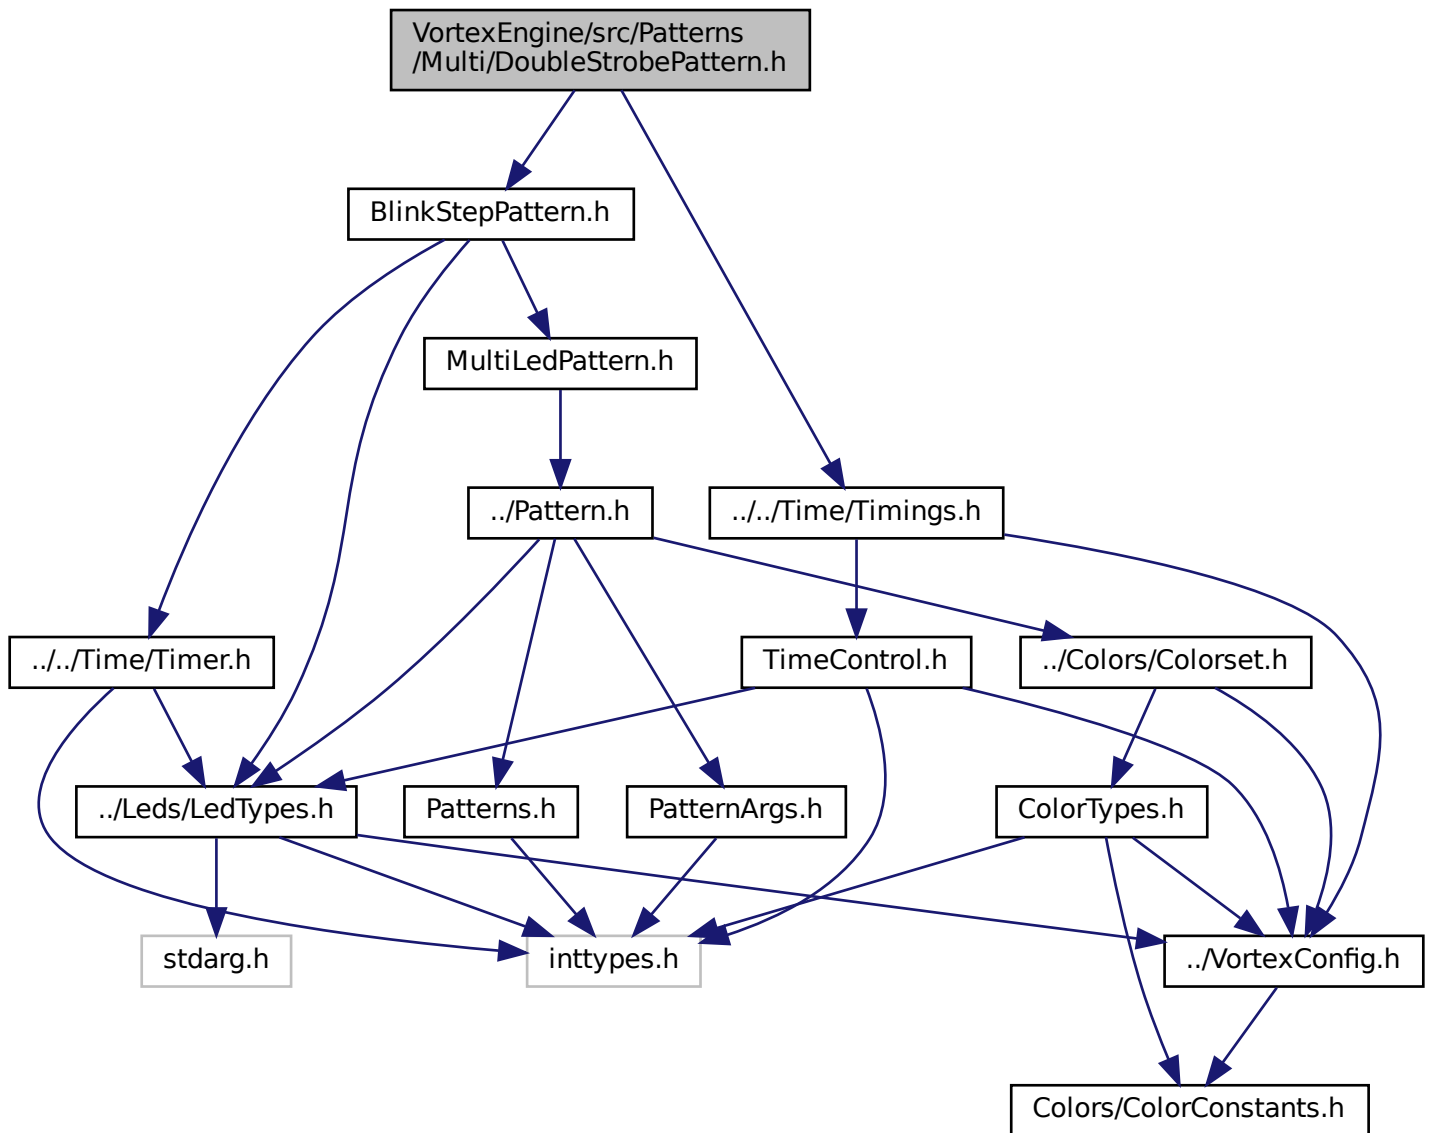 VortexEngine/src/Patterns
/Multi/DoubleStrobePattern.h
BlinkStepPattern.h
MultiLedPattern.h
../Pattern.h
../../Time/Timings.h
../../Time/Timer.h
TimeControl.h
../Colors/Colorset.h
../Leds/LedTypes.h
Patterns.h
PatternArgs.h
ColorTypes.h
stdarg.h
inttypes.h
../VortexConfig.h
Colors/ColorConstants.h